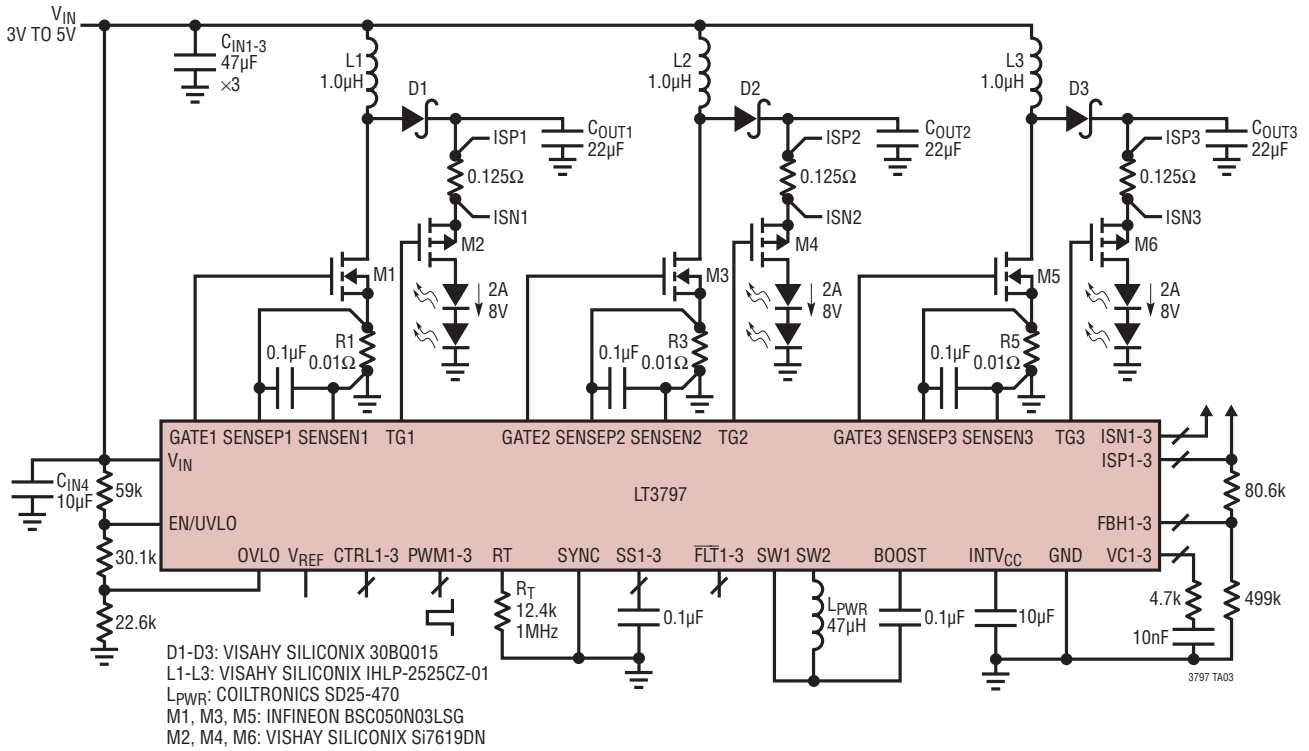 VIN
3V TO 5V
CIN1-3
47µF
×3
L1
1.0µH
D1
ISP1
COUT1
22µF
0.125Ω
ISN1
M2
M1
2A
8V
R1
0.01Ω
0.1µF
L2
1.0µH
D2
ISP2
COUT2
22µF
0.125Ω
ISN2
M4
M3
2A
8V
R3
0.01Ω
0.1µF
L3
1.0µH
D3
ISP3
COUT3
22µF
0.125Ω
ISN3
M6
M5
2A
8V
R5
0.01Ω
0.1µF
GATE1 SENSEP1 SENSEN1 TG1 GATE2 SENSEP2 SENSEN2 TG2 GATE3 SENSEP3 SENSEN3 TG3 ISN1-3
VIN
ISP1-3
CIN4
10µF
59k
LT3797
80.6k
EN/UVLO
FBH1-3
30.1k
OVLO VREF CTRL1-3 PWM1-3 RT SYNC SS1-3 FLT1-3 SW1 SW2 BOOST INTVCC GND VC1-3
22.6k
RT
12.4k
1MHz
0.1µF
LPWR
47µH
0.1µF
10µF
4.7k
10nF
499k
D1-D3: VISAHY SILICONIX 30BQ015
L1-L3: VISAHY SILICONIX IHLP-2525CZ-01
LPWR: COILTRONICS SD25-470
M1, M3, M5: INFINEON BSC050N03LSG
M2, M4, M6: VISHAY SILICONIX Si7619DN
3797 TA03